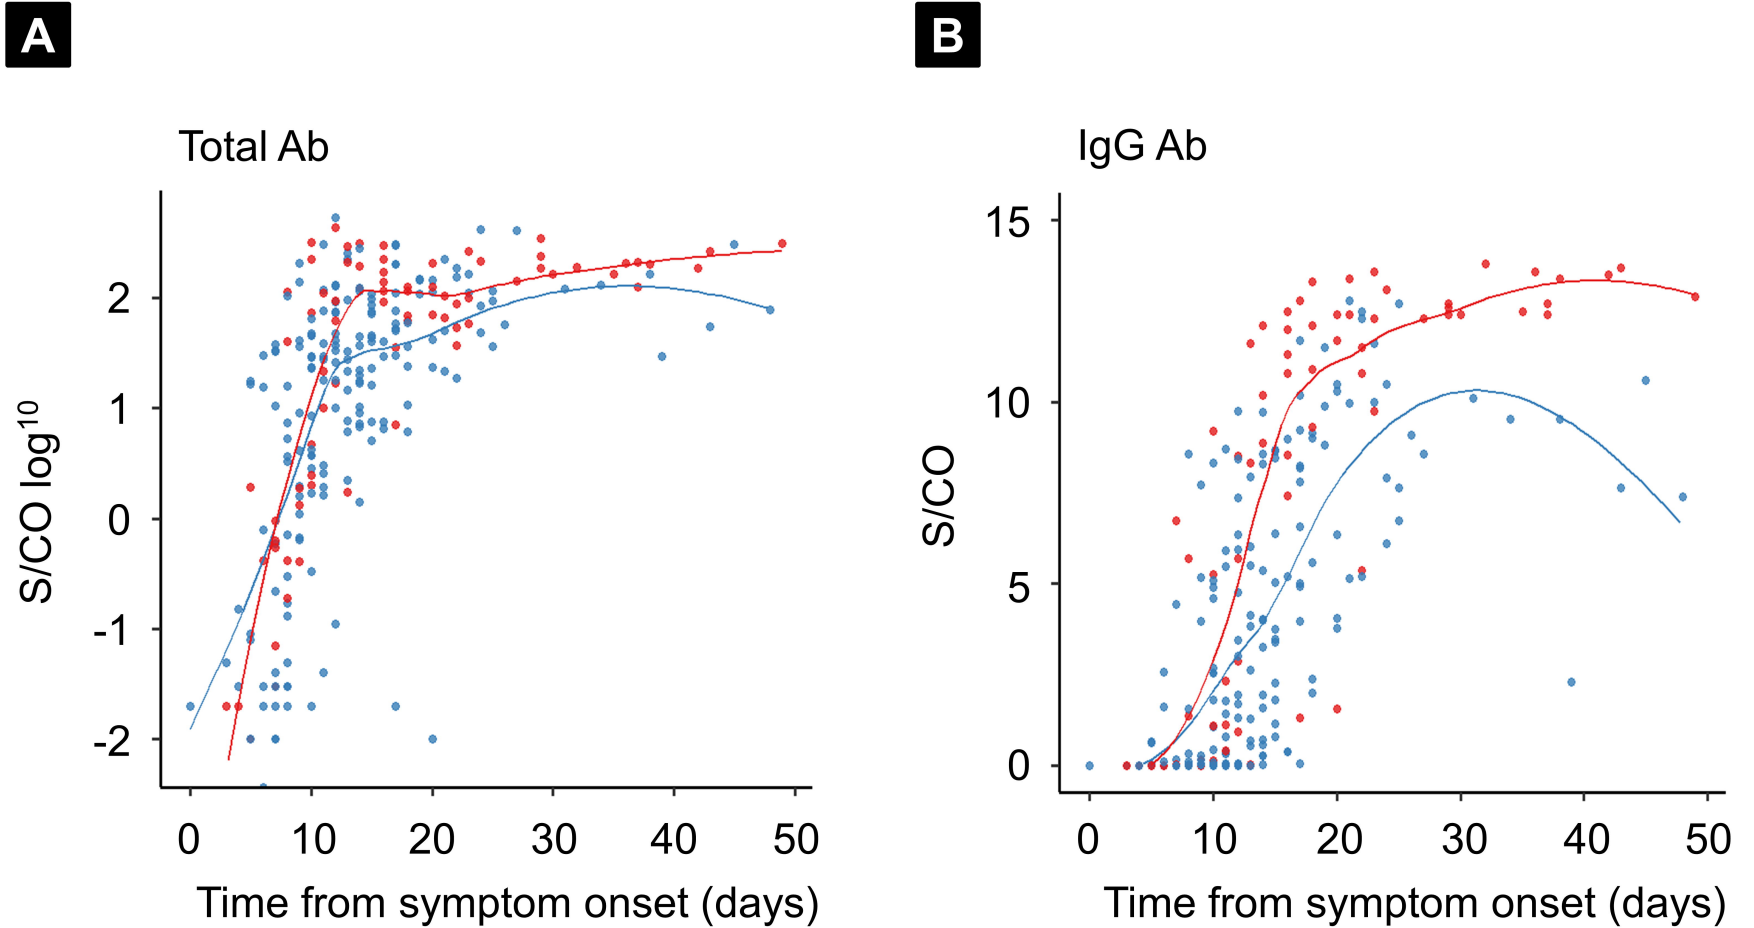 A
B
Total Ab
IgG Ab
S/CO log10
2
1
0
-1
-2
0 10 20 30 40 50
Time from symptom onset (days)
S/CO
15
10
5
0
0 10 20 30 40 50
Time from symptom onset (days)